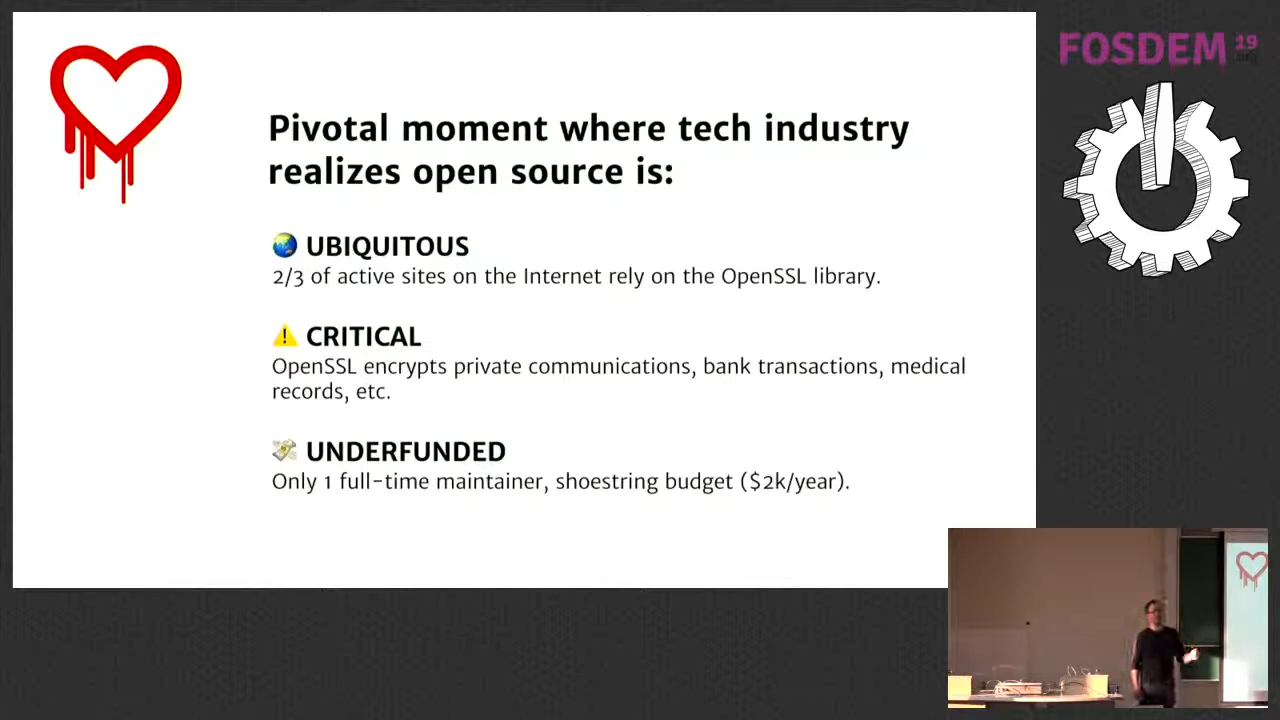 Pivotal moment where tech industry
realizes open source is:
UBIQUITOUS
2/3 of active sites on the Internet rely on the OpenSSL library.
CRITICAL
OpenSSL encrypts private communications, bank transactions, medical
records, etc.
UNDERFUNDED
Only 1 full-time maintainer, shoestring budget ($2k/year).
FOSDEM 19
.org